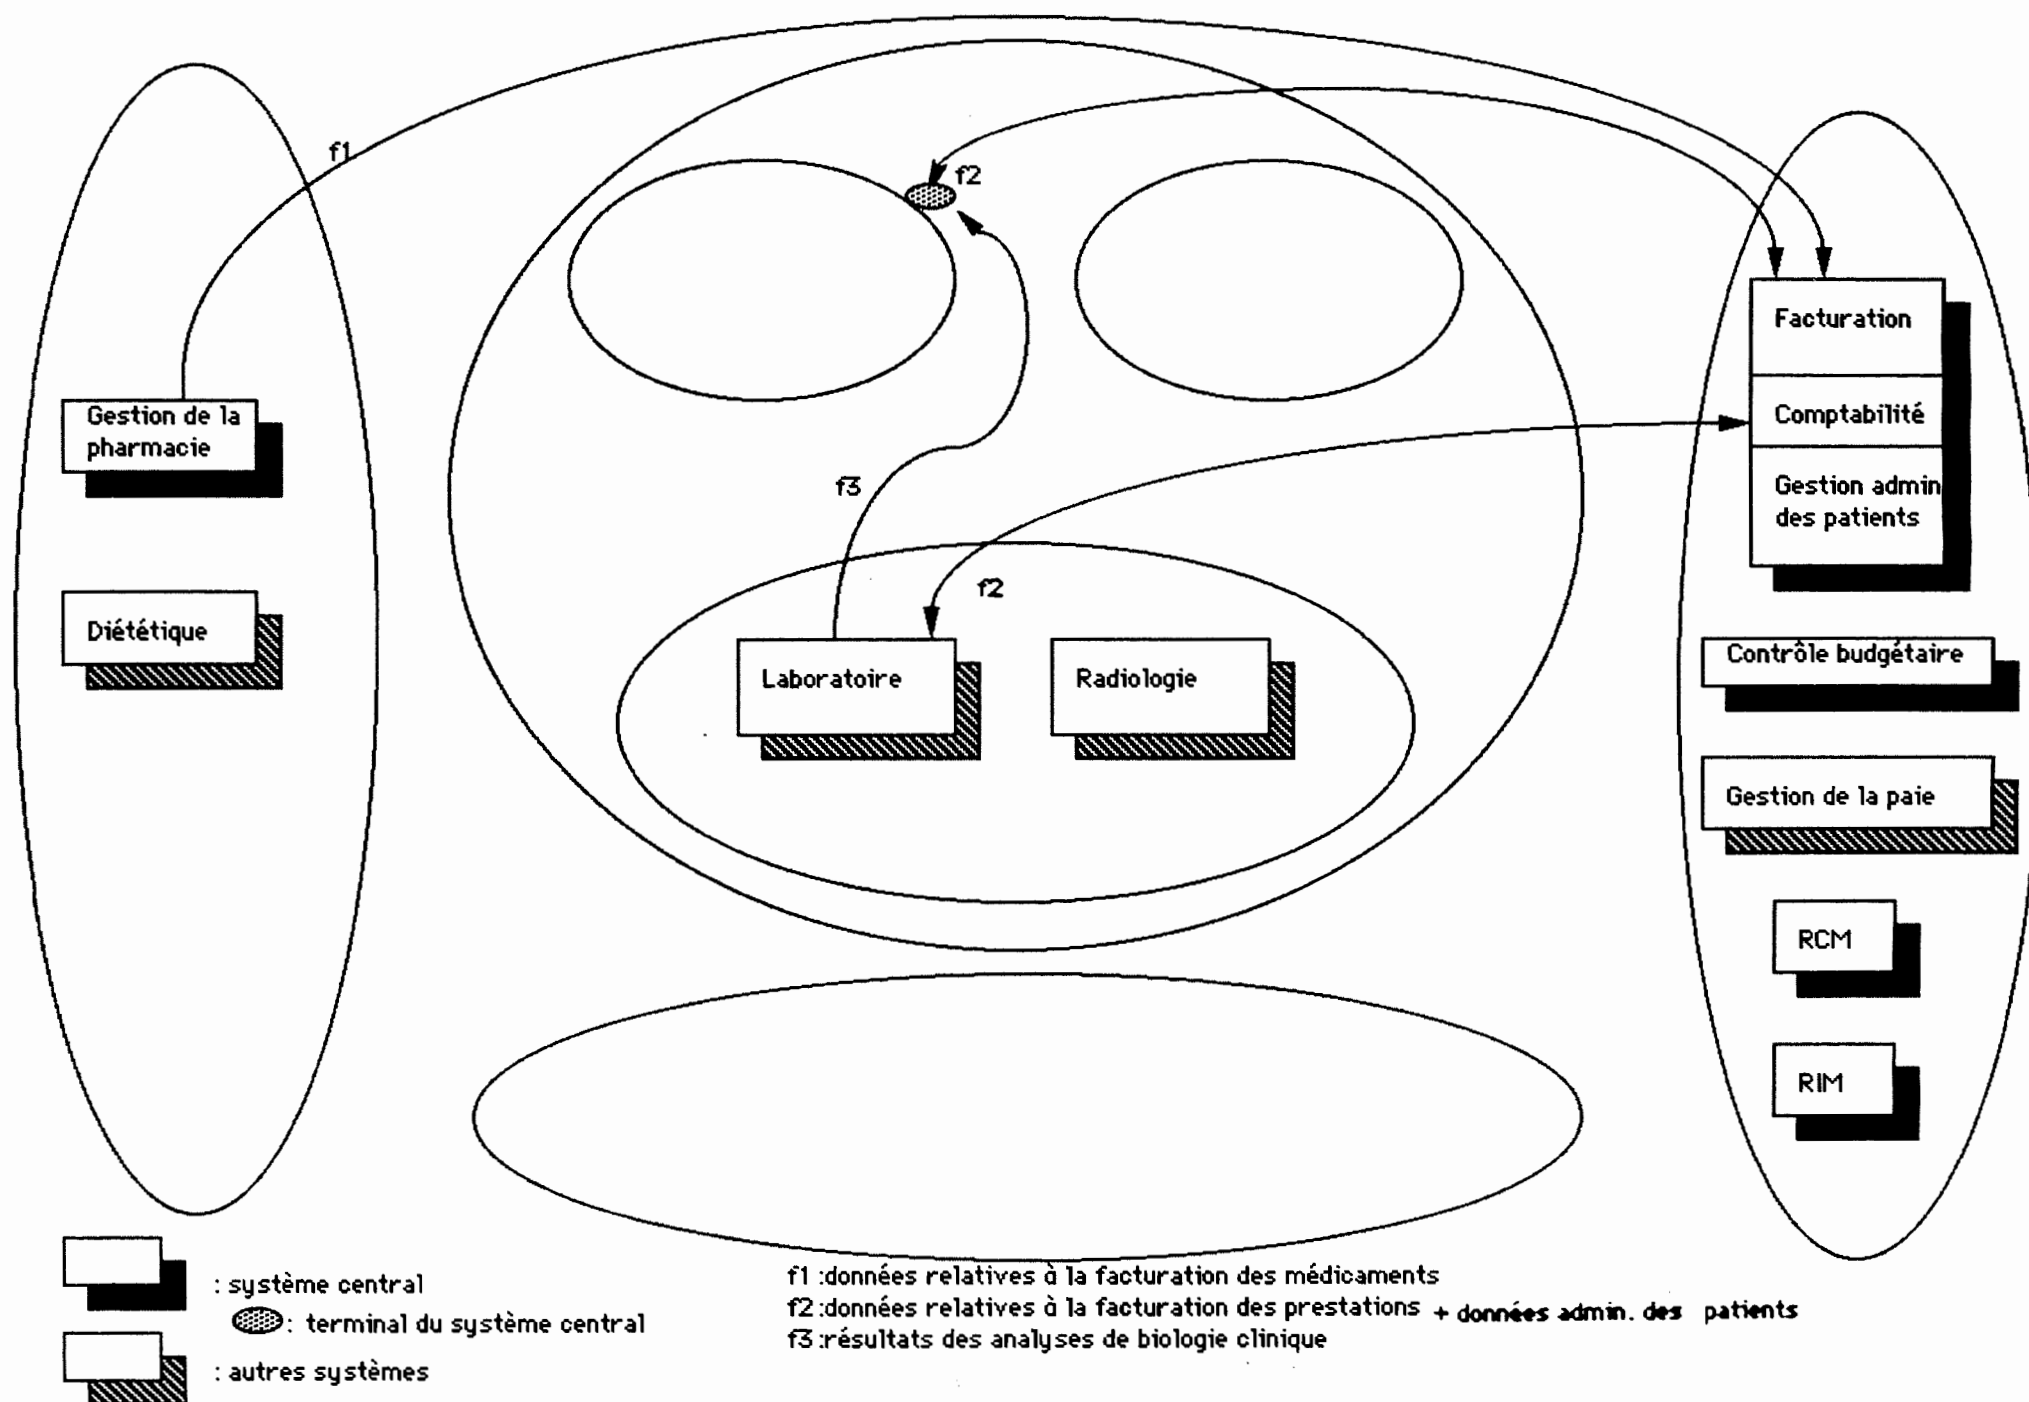 f1
f2
Facturation
Gestion de la
pharmacie
Comptabilité
f3
Gestion admin
des patients
f2
Diététique
Laboratoire
Radiologie
Contrôle budgétaire
Gestion de la paie
RCM
RIM
: système central
: terminal du système central
: autres systèmes
f1 :données relatives à la facturation des médicaments
f2 :données relatives à la facturation des prestations + données admin. des patients
f3 :résultats des analyses de biologie clinique